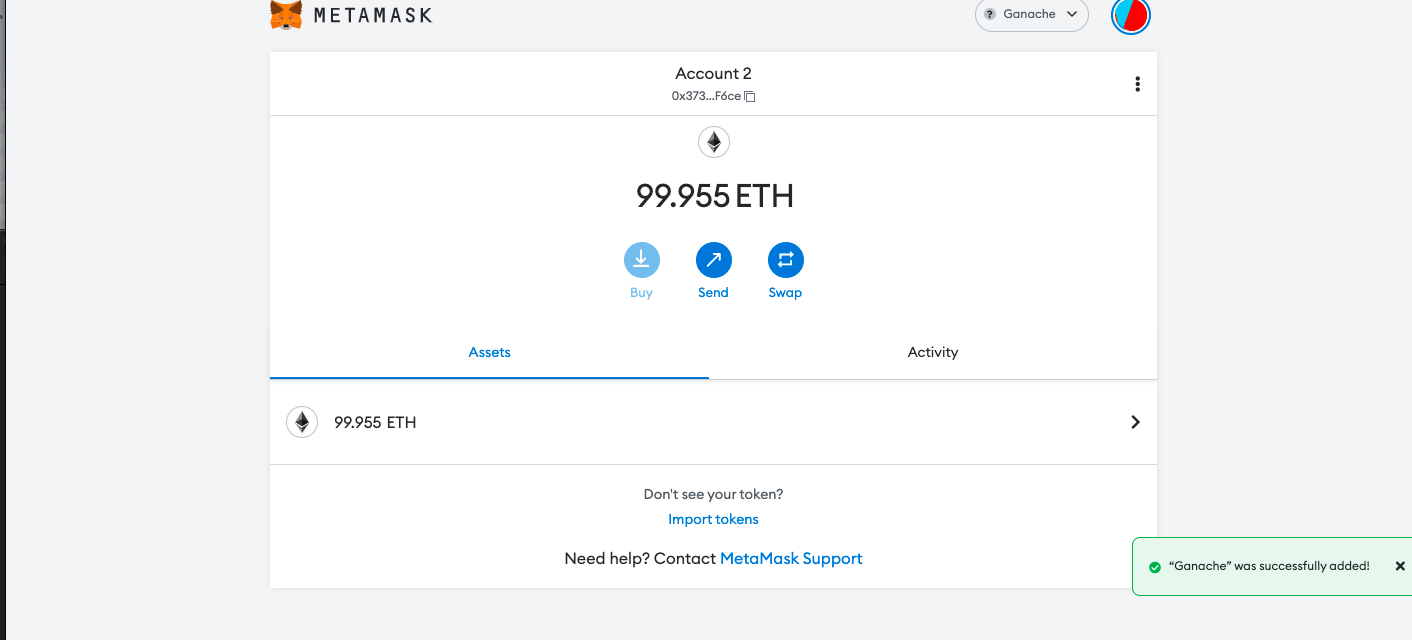 METAMASK
? Ganache
Account 2
0x373...F6ce
99.955 ETH
Buy Send Swap
Assets Activity
99.955 ETH
Don't see your token?
Import tokens
Need help? Contact MetaMask Support
“Ganache” was successfully added!